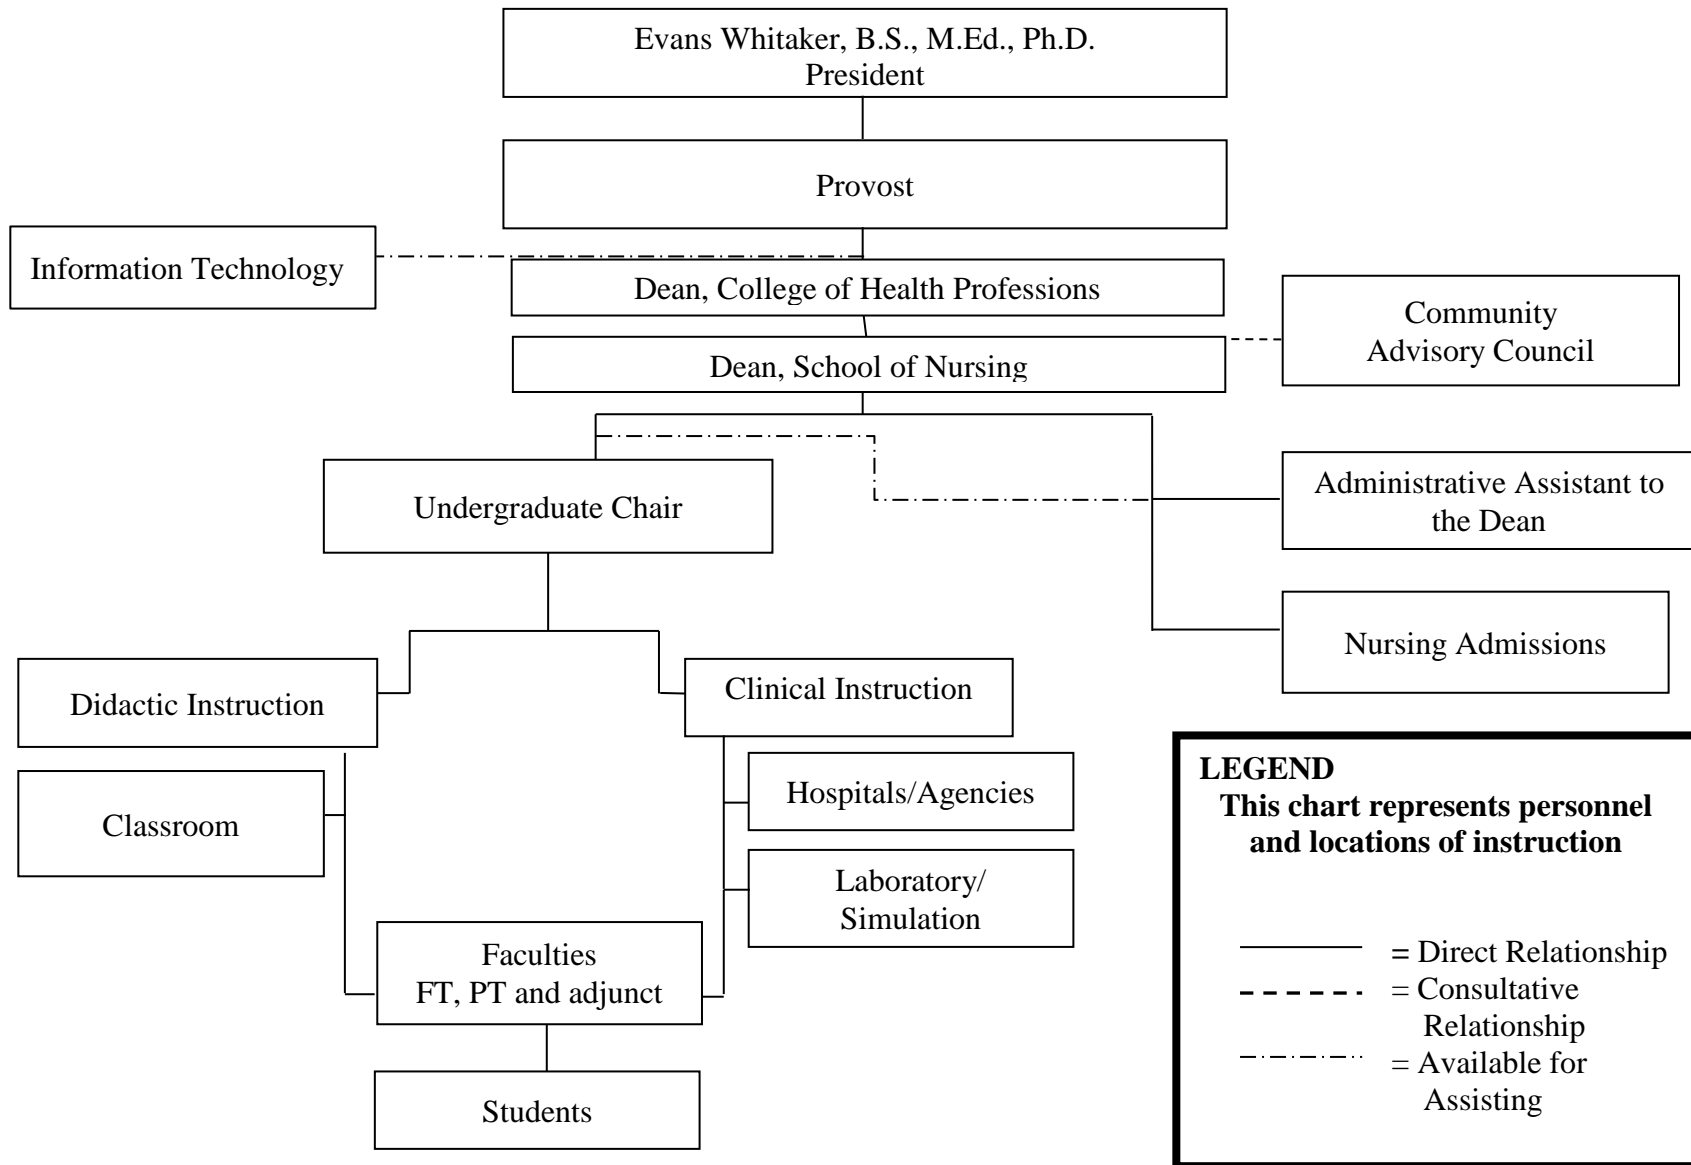 Evans Whitaker, B.S., M.Ed., Ph.D.
President
Provost
Information Technology
Dean, College of Health Professions
Community
Advisory Council
Dean, School of Nursing
Undergraduate Chair
Administrative Assistant to
the Dean
Nursing Admissions
Didactic Instruction
Clinical Instruction
Classroom
Hospitals/Agencies
Laboratory/
Simulation
Faculties
FT, PT and adjunct
Students
LEGEND
This chart represents personnel
and locations of instruction
= Direct Relationship
= Consultative
Relationship
= Available for
Assisting